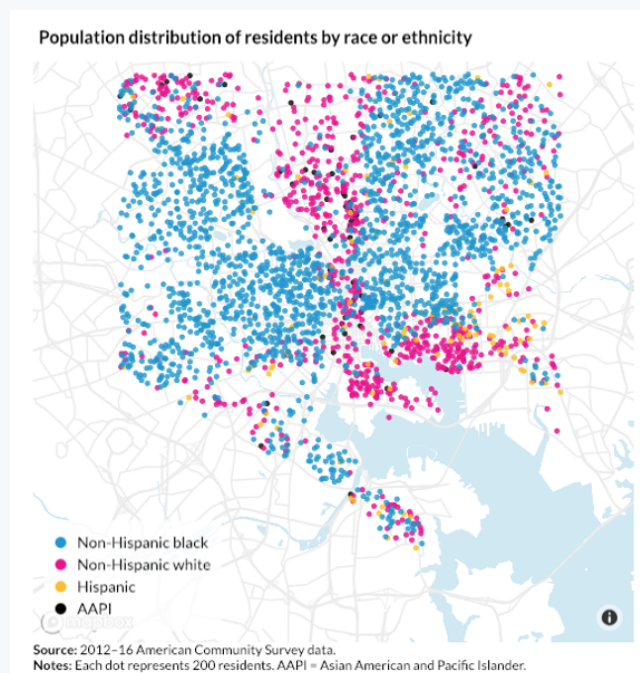 Population distribution of residents by race or ethnicity
Non-Hispanic black
Non-Hispanic white
Hispanic
AAPI
mapbox
Source: 2012–16 American Community Survey data.
Notes: Each dot represents 200 residents. AAPI = Asian American and Pacific Islander.